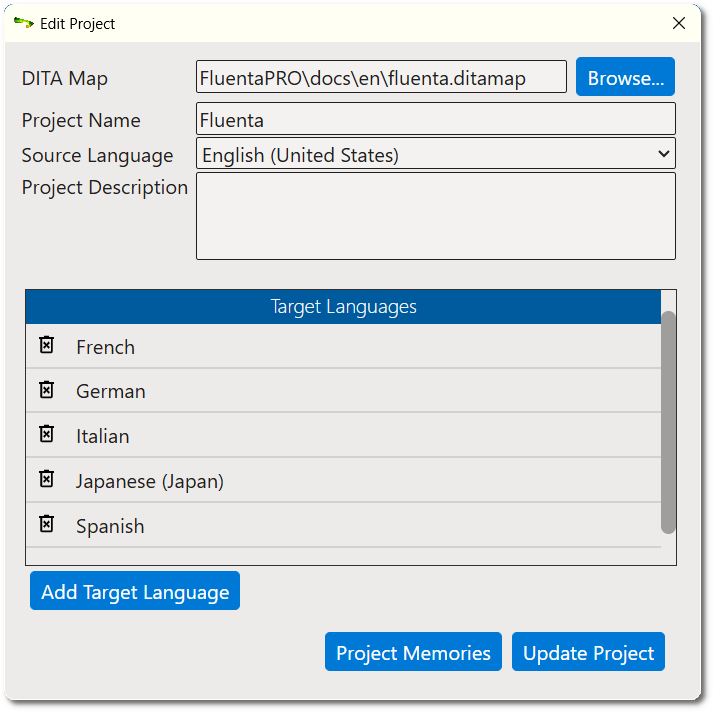 Edit Project
DITA Map FluentaPRO\docs\en\fluenta.ditamap Browse...
Project Name Fluenta
Source Language English (United States)
Project Description
Target Languages
French
German
Italian
Japanese (Japan)
Spanish
Add Target Language
Project Memories Update Project